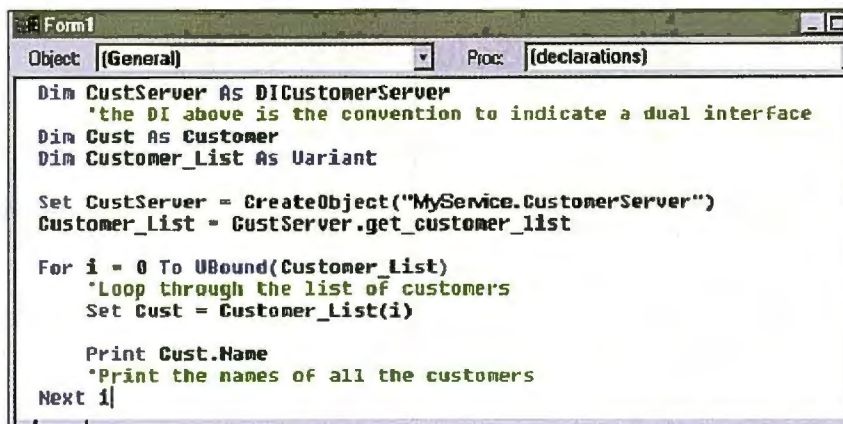 Form1
Object: (General) Proc: (declarations)
Dim CustServer As DICustomerServer
'the DI above is the convention to indicate a dual interface
Dim Cust As Customer
Dim Customer_List As Variant
Set CustServer = CreateObject("MyService.CustomerServer")
Customer_List = CustServer.get_customer_list
For i = 0 To UBound(Customer_List)
'Loop through the list of customers
Set Cust = Customer_List(i)
Print Cust.Name
'Print the names of all the customers
Next i